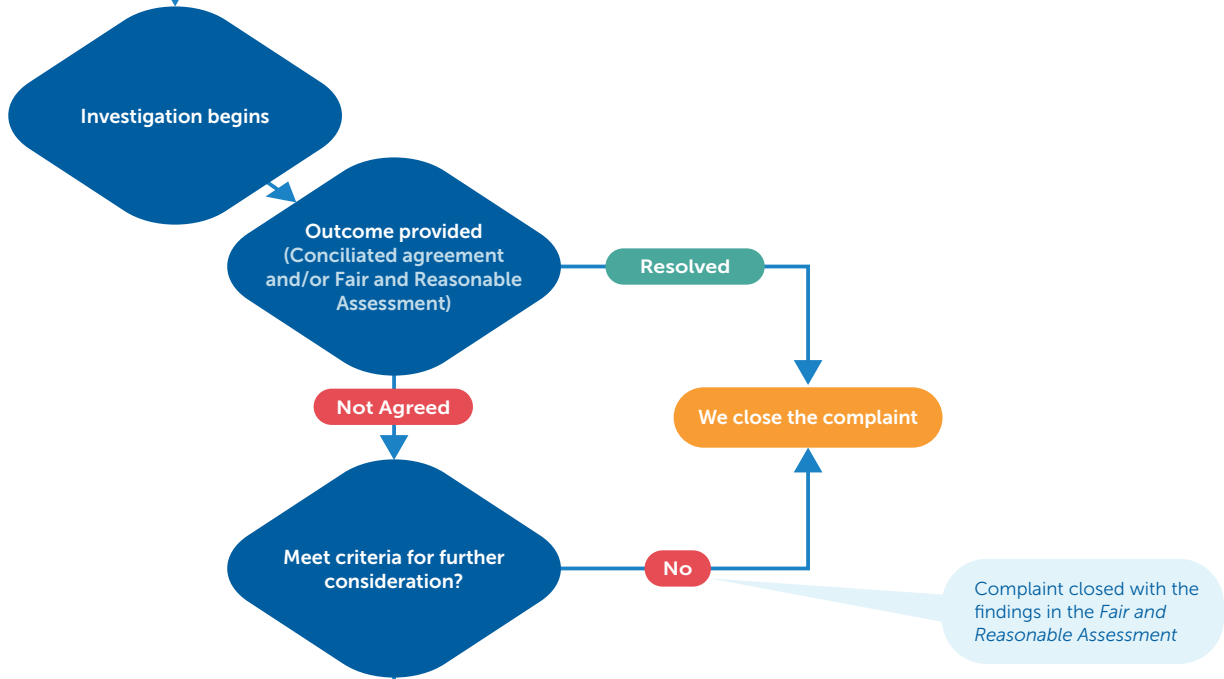 Investigation begins
Outcome provided
(Conciliated agreement
and/or Fair and Reasonable
Assessment)
Resolved
Not Agreed
We close the complaint
Meet criteria for further
consideration?
No
Complaint closed with the
findings in the Fair and
Reasonable Assessment